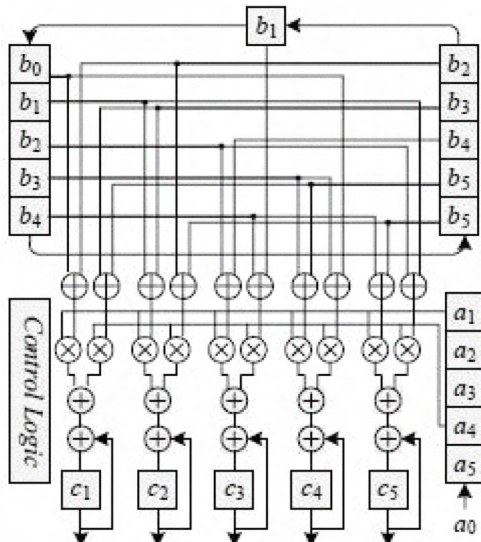 b1
b0 b2
b1 b3
b2 b4
b3 b5
b4 b5
Control Logic
a1
a2
a3
a4
a5
a0
c1 c2 c3 c4 c5